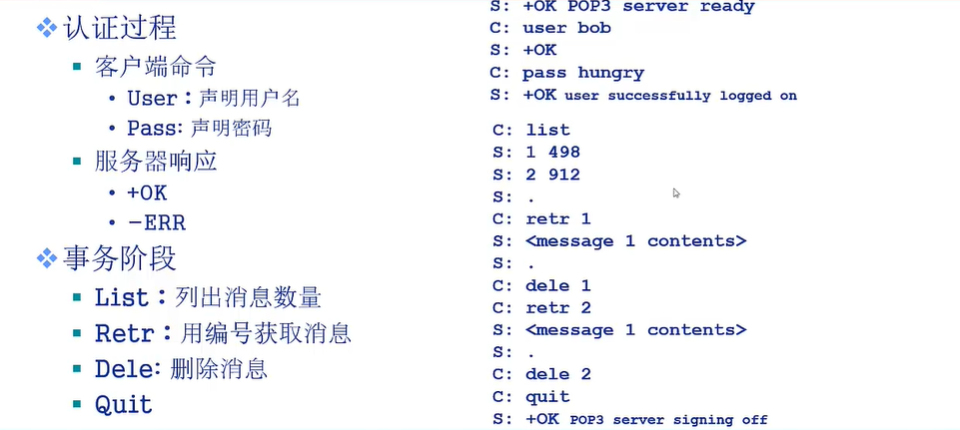 认证过程
客户端命令
User：声明用户名
Pass: 声明密码
服务器响应
+OK
−ERR
事务阶段
List：列出消息数量
Retr：用编号获取消息
Dele: 删除消息
Quit
S: +OK POP3 server ready
C: user bob
S: +OK
C: pass hungry
S: +OK user successfully logged on
C: list
S: 1 498
S: 2 912
S: .
C: retr 1
S: <message 1 contents>
S: .
C: dele 1
C: retr 2
S: <message 1 contents>
S: .
C: dele 2
C: quit
S: +OK POP3 server signing off